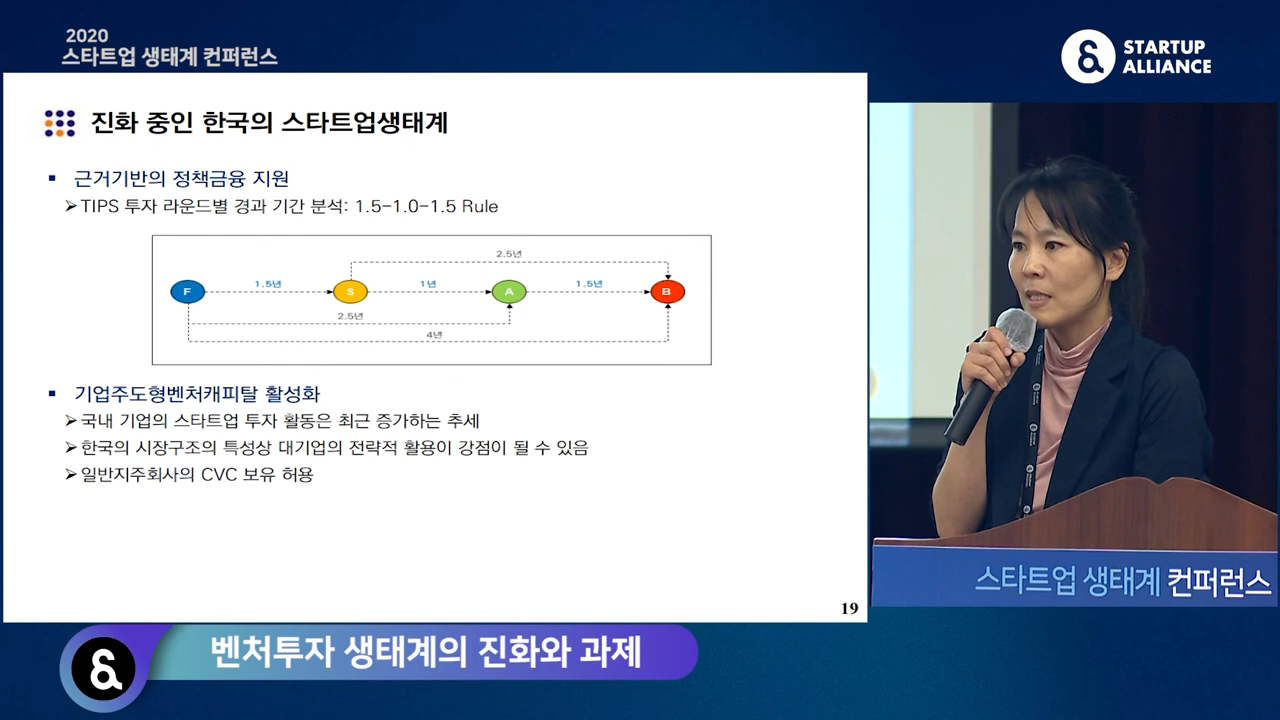 2020
스타트업 생태계 컨퍼런스
STARTUP
ALLIANCE
진화 중인 한국의 스타트업생태계
근거기반의 정책금융 지원
TIPS 투자 라운드별 경과 기간 분석: 1.5-1.0-1.5 Rule
2.5년
F 1.5년 S 1년 A 1.5년 B
2.5년
4년
기업주도형벤처캐피탈 활성화
국내 기업의 스타트업 투자 활동은 최근 증가하는 추세
한국의 시장구조의 특성상 대기업의 전략적 활용이 강점이 될 수 있음
일반지주회사의 CVC 보유 허용
19
스타트업 생태계 컨퍼런스
벤처투자 생태계의 진화와 과제